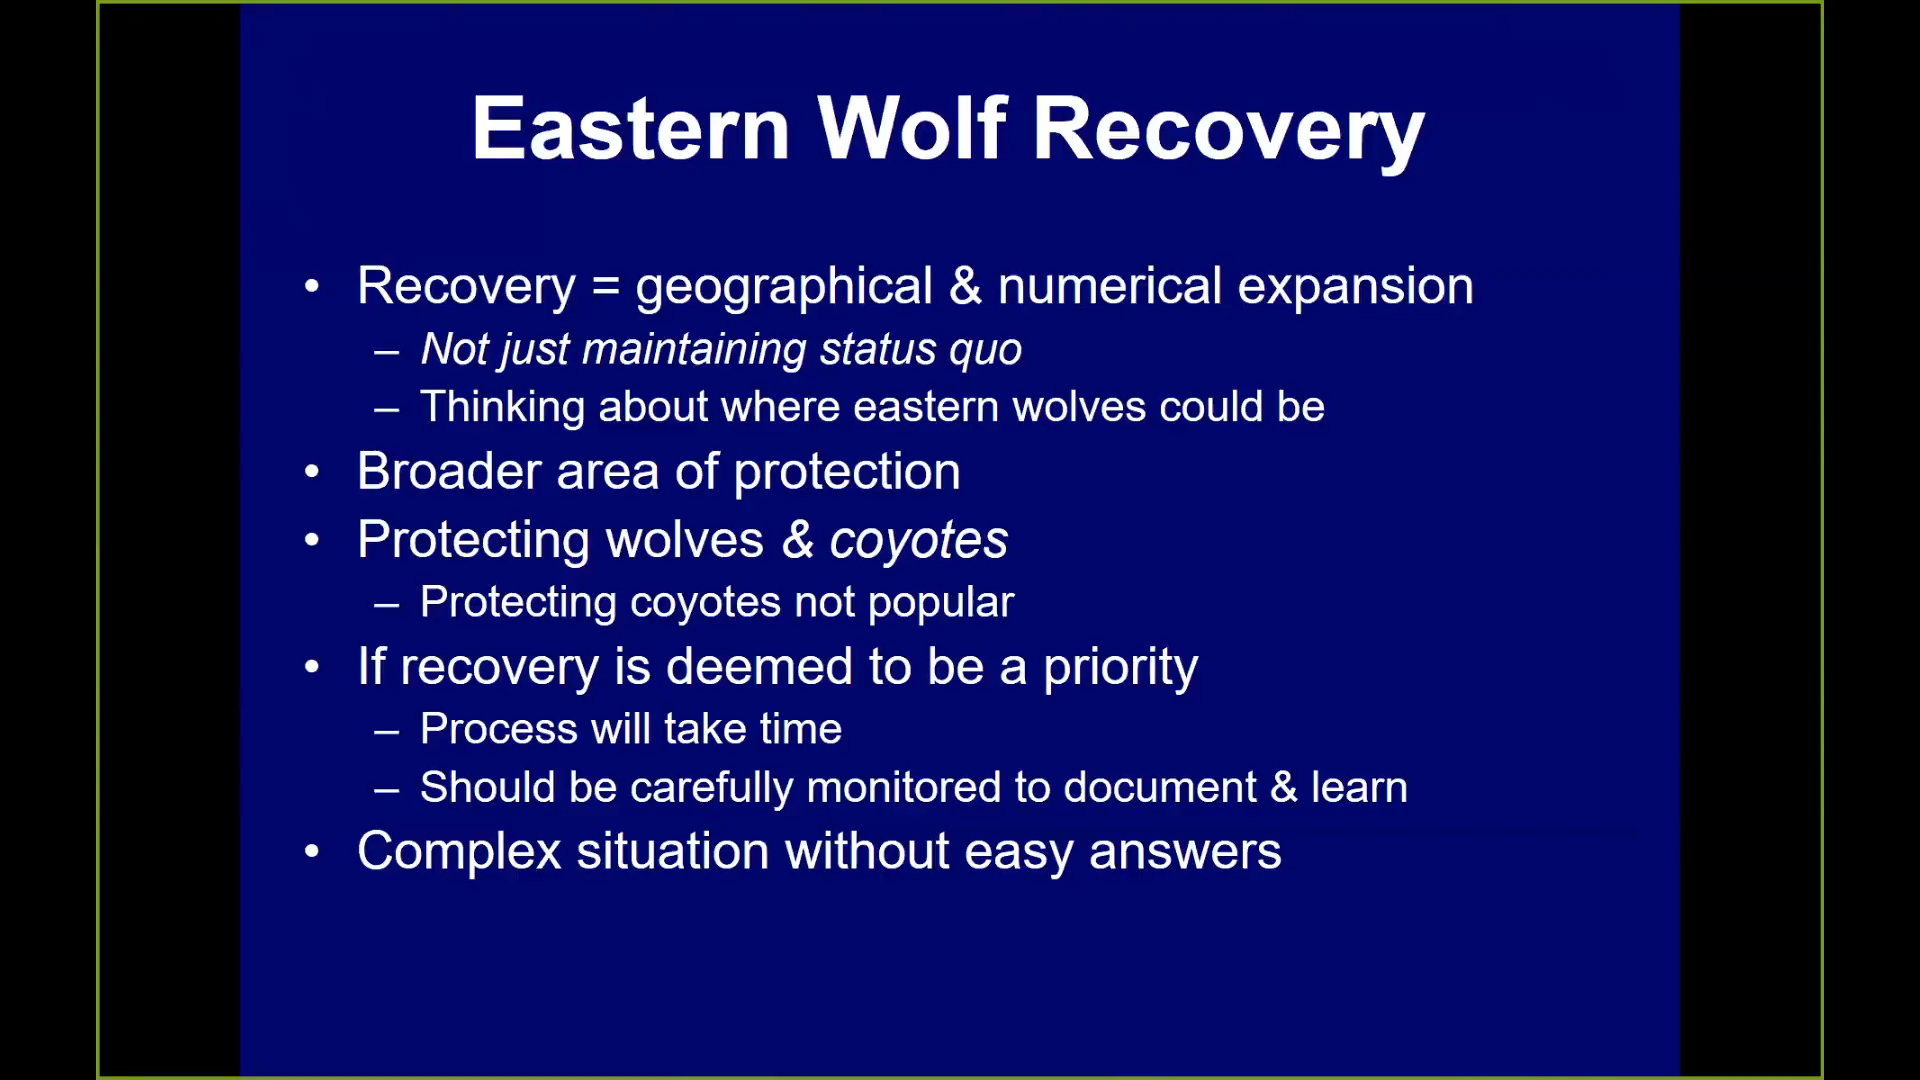 Eastern Wolf Recovery
• Recovery = geographical & numerical expansion
– Not just maintaining status quo
– Thinking about where eastern wolves could be
• Broader area of protection
• Protecting wolves & coyotes
– Protecting coyotes not popular
• If recovery is deemed to be a priority
– Process will take time
– Should be carefully monitored to document & learn
• Complex situation without easy answers